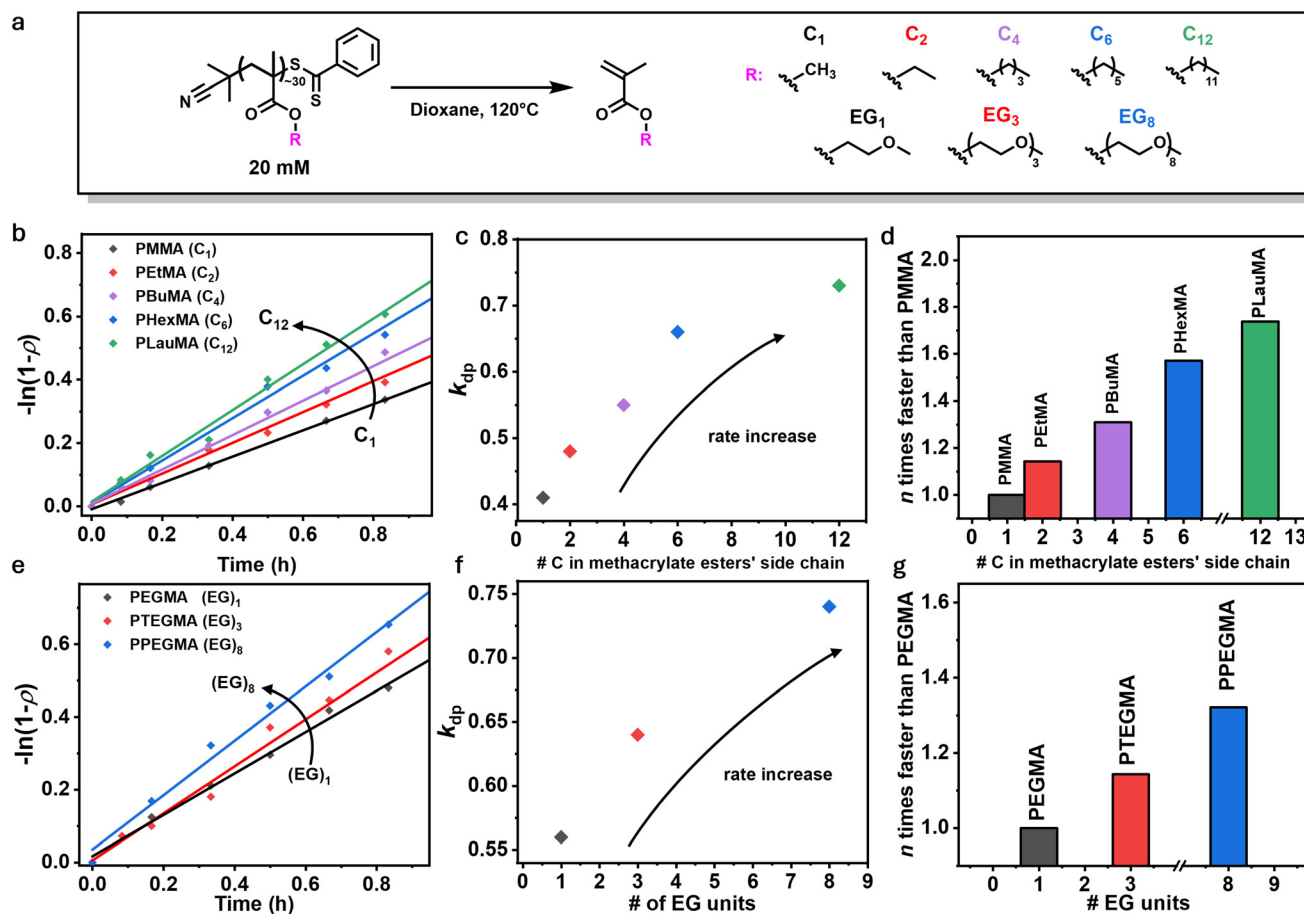 a
NC
~30
S
S
O
O
R
20 mM
Dioxane, 120°C
O
O
R
R:
C₁
C₂
C₄
C₆
C₁₂
CH₃
3
5
11
EG₁
EG₃
EG₈
O
O
3
O
8
b
PMMA (C₁)
PEtMA (C₂)
PBuMA (C₄)
PHexMA (C₆)
PLauMA (C₁₂)
C₁₂
C₁
-ln(1-ρ)
0.8
0.6
0.4
0.2
0.0
0.0 0.2 0.4 0.6 0.8
Time (h)
c
k_dp
0.8
0.7
0.6
0.5
0.4
rate increase
0 2 4 6 8 10 12
# C in methacrylate esters' side chain
d
n times faster than PMMA
2.0
1.8
1.6
1.4
1.2
1.0
PMMA
PEtMA
PBuMA
PHexMA
PLauMA
0 1 2 3 4 5 6 12 13
# C in methacrylate esters' side chain
e
PEGMA (EG)₁
PTEGMA (EG)₃
PPEGMA (EG)₈
(EG)₈
(EG)₁
-ln(1-ρ)
0.6
0.4
0.2
0.0
0.0 0.2 0.4 0.6 0.8
Time (h)
f
k_dp
0.80
0.75
0.70
0.65
0.60
0.55
rate increase
0 1 2 3 4 5 6 7 8 9
# of EG units
g
n times faster than PEGMA
1.6
1.4
1.2
1.0
PEGMA
PTEGMA
PPEGMA
0 1 2 3 8 9
# EG units